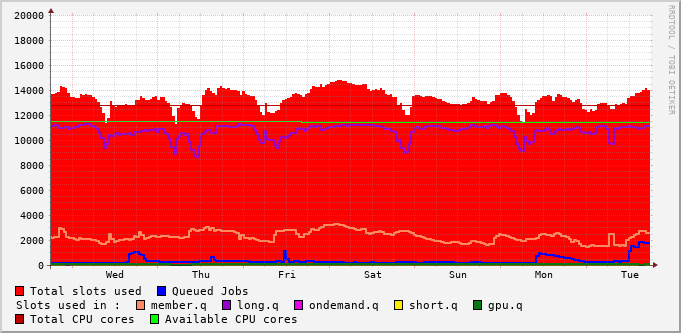 RRDTOOL / TOBI OETIKER
20000
18000
16000
14000
12000
10000
8000
6000
4000
2000
0
Wed Thu Fri Sat Sun Mon Tue
Total slots used Queued Jobs
Slots used in : member.q long.q ondemand.q short.q gpu.q
Total CPU cores Available CPU cores